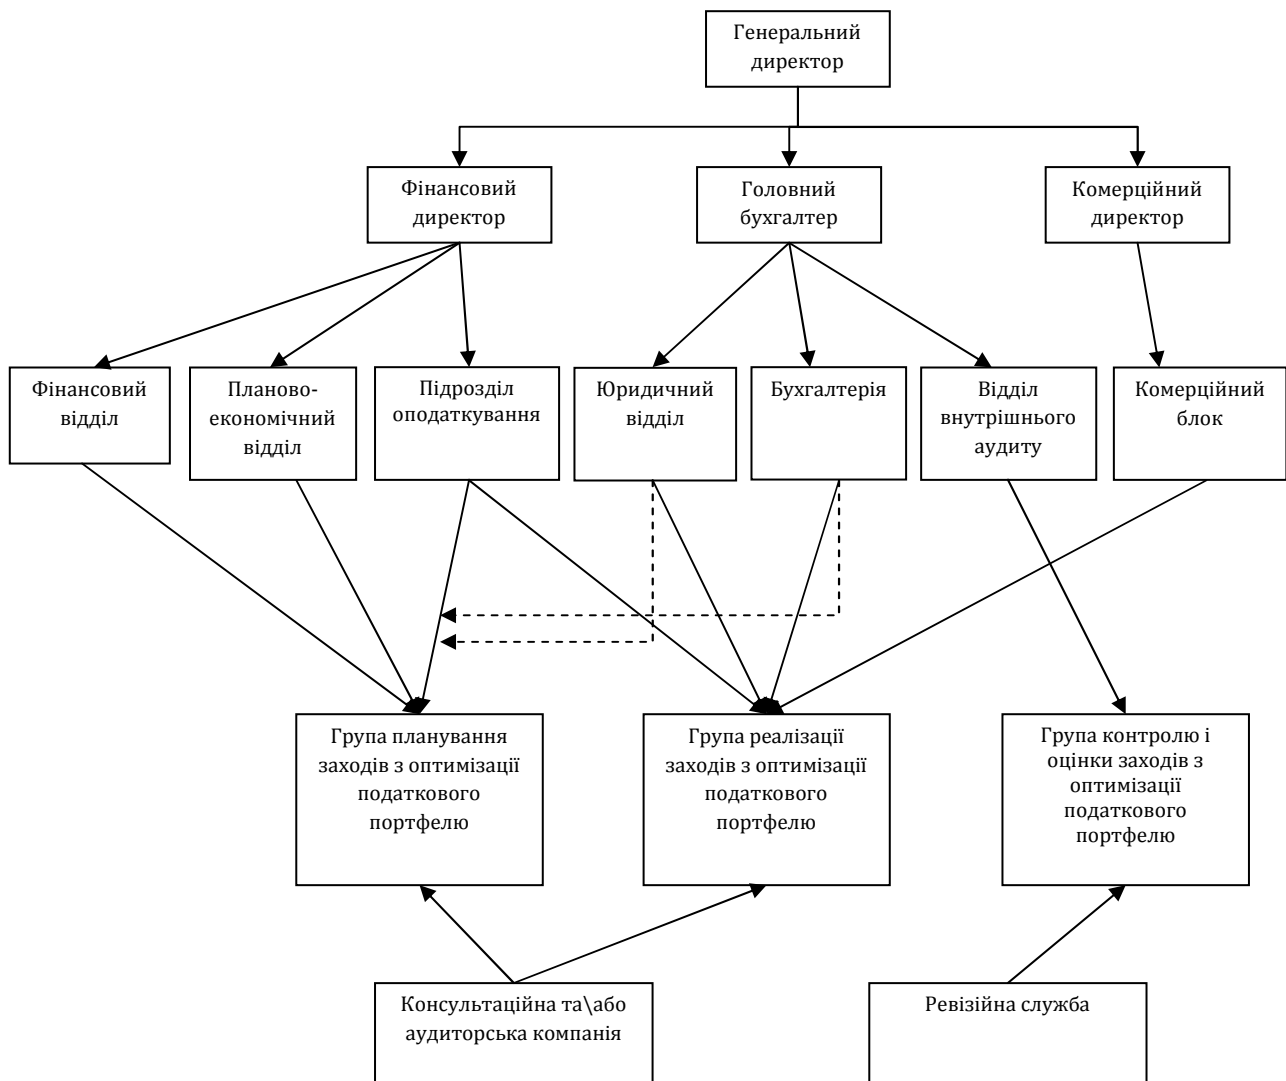 Генеральний
директор
Фінансовий
директор
Головний
бухгалтер
Комерційний
директор
Фінансовий
відділ
Планово-
економічний
відділ
Підрозділ
оподаткування
Юридичний
відділ
Бухгалтерія
Відділ
внутрішнього
аудиту
Комерційний
блок
Група планування
заходів з оптимізації
податкового
портфелю
Група реалізації
заходів з оптимізації
податкового
портфелю
Група контролю і
оцінки заходів з
оптимізації
податкового
портфелю
Консультаційна та\або
аудиторська компанія
Ревізійна служба